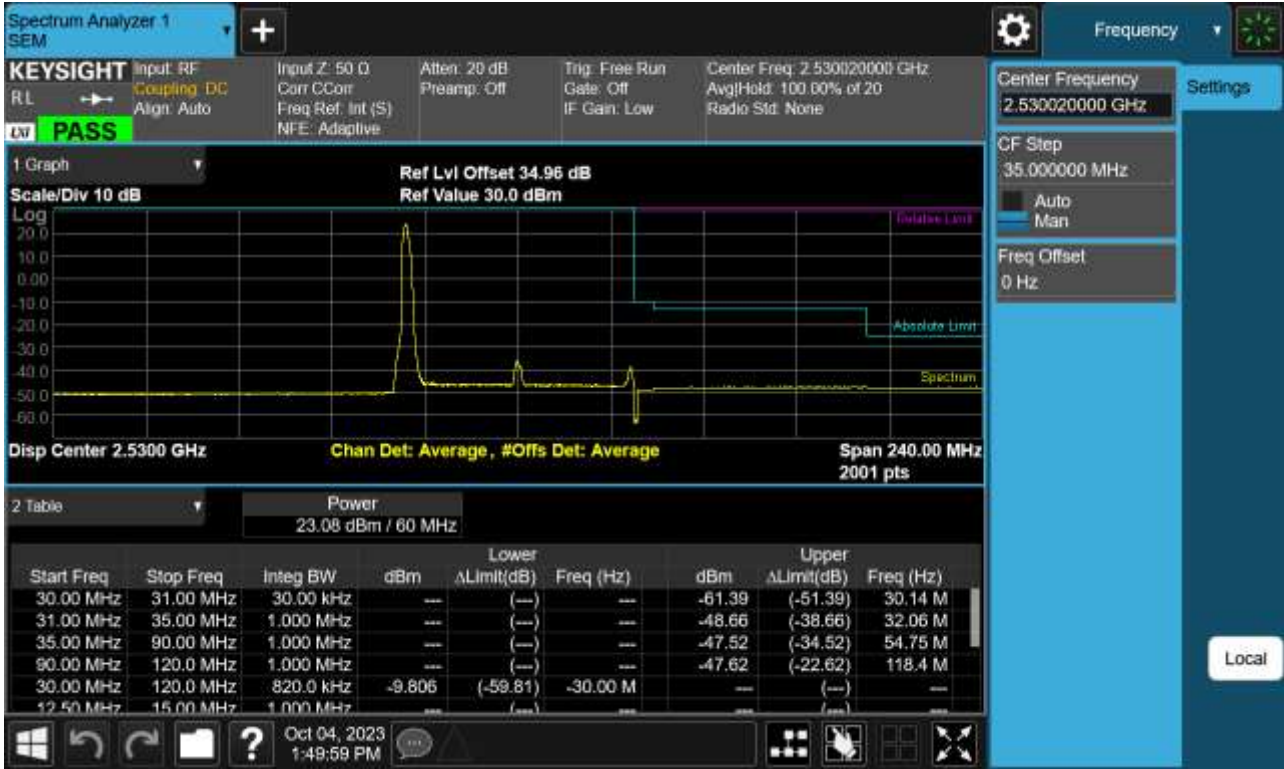 Spectrum Analyzer 1
SEM
Frequency
KEYSIGHT
RL
LXI
PASS
Input: RF
Coupling: DC
Align: Auto
Input Z: 50 Ω
Corr CCorr
Freq Ref: Int (S)
NFE: Adaptive
Atten: 20 dB
Preamp: Off
Trig: Free Run
Gate: Off
IF Gain: Low
Center Freq: 2.530020000 GHz
Avg|Hold: 100.00% of 20
Radio Std: None
Center Frequency
2.530020000 GHz
Settings
CF Step
35.000000 MHz
Auto
Man
Freq Offset
0 Hz
1 Graph
Scale/Div 10 dB
Ref Lvl Offset 34.96 dB
Ref Value 30.0 dBm
Log
20.0
10.0
0.00
-10.0
-20.0
-30.0
-40.0
-50.0
-60.0
Relative Limit
Absolute Limit
Spectrum
Disp Center 2.5300 GHz
Chan Det: Average, #Offs Det: Average
Span 240.00 MHz
2001 pts
2 Table
Power
23.08 dBm / 60 MHz
Lower Upper
Start Freq Stop Freq Integ BW dBm ΔLimit(dB) Freq (Hz) dBm ΔLimit(dB) Freq (Hz)
30.00 MHz 31.00 MHz 30.00 kHz --- (---) --- -61.39 (-51.39) 30.14 M
31.00 MHz 35.00 MHz 1.000 MHz --- (---) --- -48.66 (-38.66) 32.06 M
35.00 MHz 90.00 MHz 1.000 MHz --- (---) --- -47.52 (-34.52) 54.75 M
90.00 MHz 120.0 MHz 1.000 MHz --- (---) --- -47.62 (-22.62) 118.4 M
30.00 MHz 120.0 MHz 820.0 kHz -9.806 (-59.81) -30.00 M --- (---) ---
12.50 MHz 15.00 MHz 1.000 MHz --- (---) --- --- (---) ---
Local
?
Oct 04, 2023
1:49:59 PM